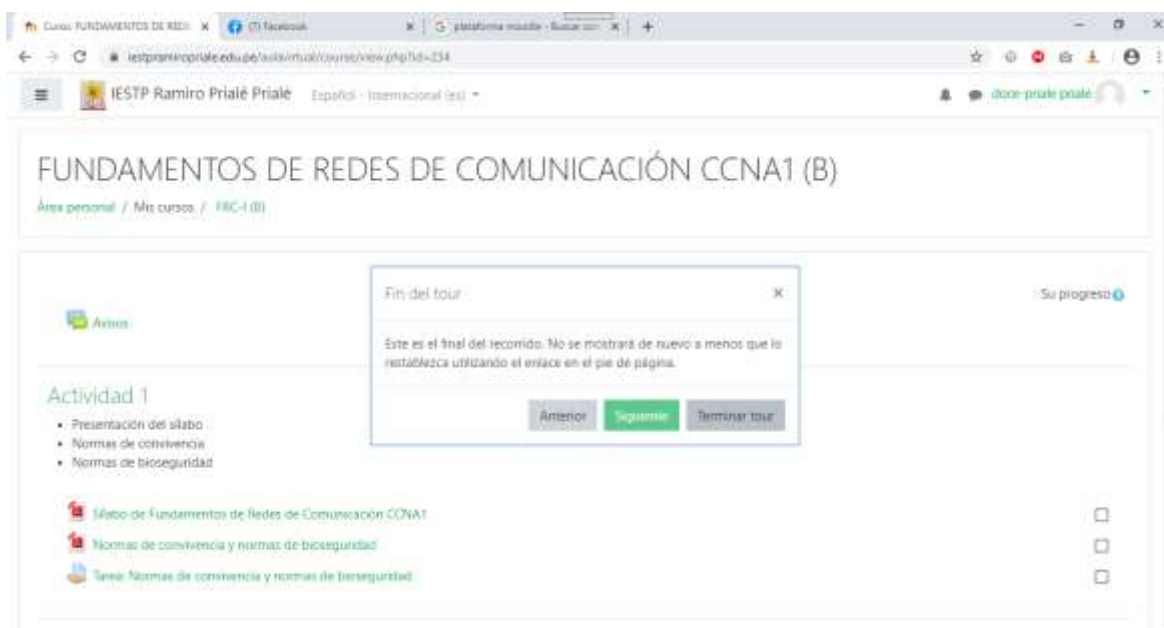 Curso: FUNDAMENTOS DE REDE
(7) Facebook
plataforma moodle - Buscar con
iestpramiropriale.edu.pe/aula/virtual/course/view.php?id=234
IESTP Ramiro Prialé Prialé
Español - Internacional (es)
doce-priale priale
FUNDAMENTOS DE REDES DE COMUNICACIÓN CCNA1 (B)
Área personal / Mis cursos / FRC-I (B)
Fin del tour
Su progreso
Avisos
Este es el final del recorrido. No se mostrará de nuevo a menos que lo
restablezca utilizando el enlace en el pie de página.
Actividad 1
Anterior
Siguiente
Terminar tour
Presentación del sílabo
Normas de convivencia
Normas de bioseguridad
Sílabo de Fundamentos de Redes de Comunicación CCNA1
Normas de convivencia y normas de bioseguridad
Tarea: Normas de convivencia y normas de bioseguridad